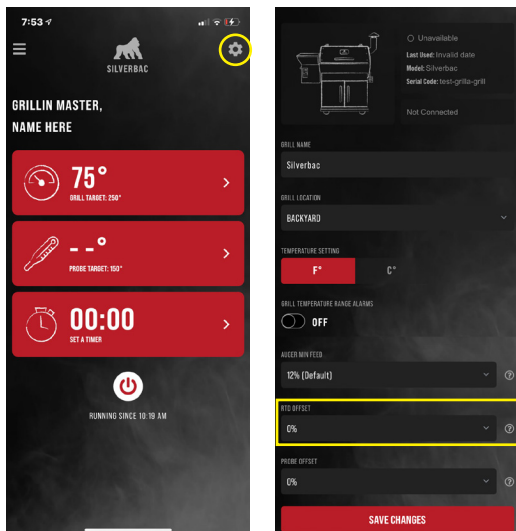 7:53
SILVERBAC
GRILLIN MASTER,
NAME HERE
75°
GRILL TARGET: 250°
--°
PROBE TARGET: 150°
00:00
SET A TIMER
RUNNING SINCE 10:19 AM
Unavailable
Last Used: Invalid date
Model: Silverbac
Serial Code: test-grilla-grill
Not Connected
GRILL NAME
Silverbac
GRILL LOCATION
BACKYARD
TEMPERATURE SETTING
F° C°
GRILL TEMPERATURE RANGE ALARMS
OFF
AUGER MIN FEED
12% (Default)
RTD OFFSET
0%
PROBE OFFSET
0%
SAVE CHANGES